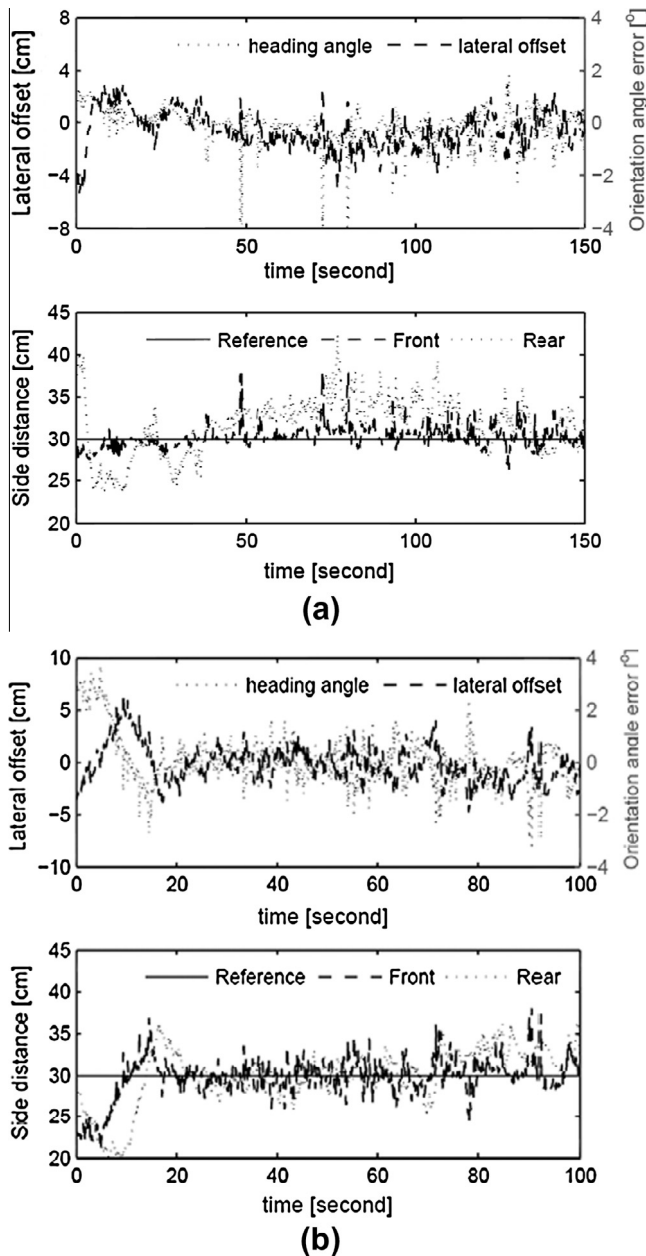 8
4
0
−4
−8
Lateral offset [cm]
heading angle
lateral offset
4
2
0
−2
−4
Orientation angle error [°]
0
50
100
150
time [second]
45
40
35
30
25
20
Side distance [cm]
Reference
Front
Rear
0
50
100
150
time [second]
(a)
10
5
0
−5
−10
Lateral offset [cm]
heading angle
lateral offset
4
2
0
−2
−4
Orientation angle error [°]
0
20
40
60
80
100
time [second]
45
40
35
30
25
20
Side distance [cm]
Reference
Front
Rear
0
20
40
60
80
100
time [second]
(b)